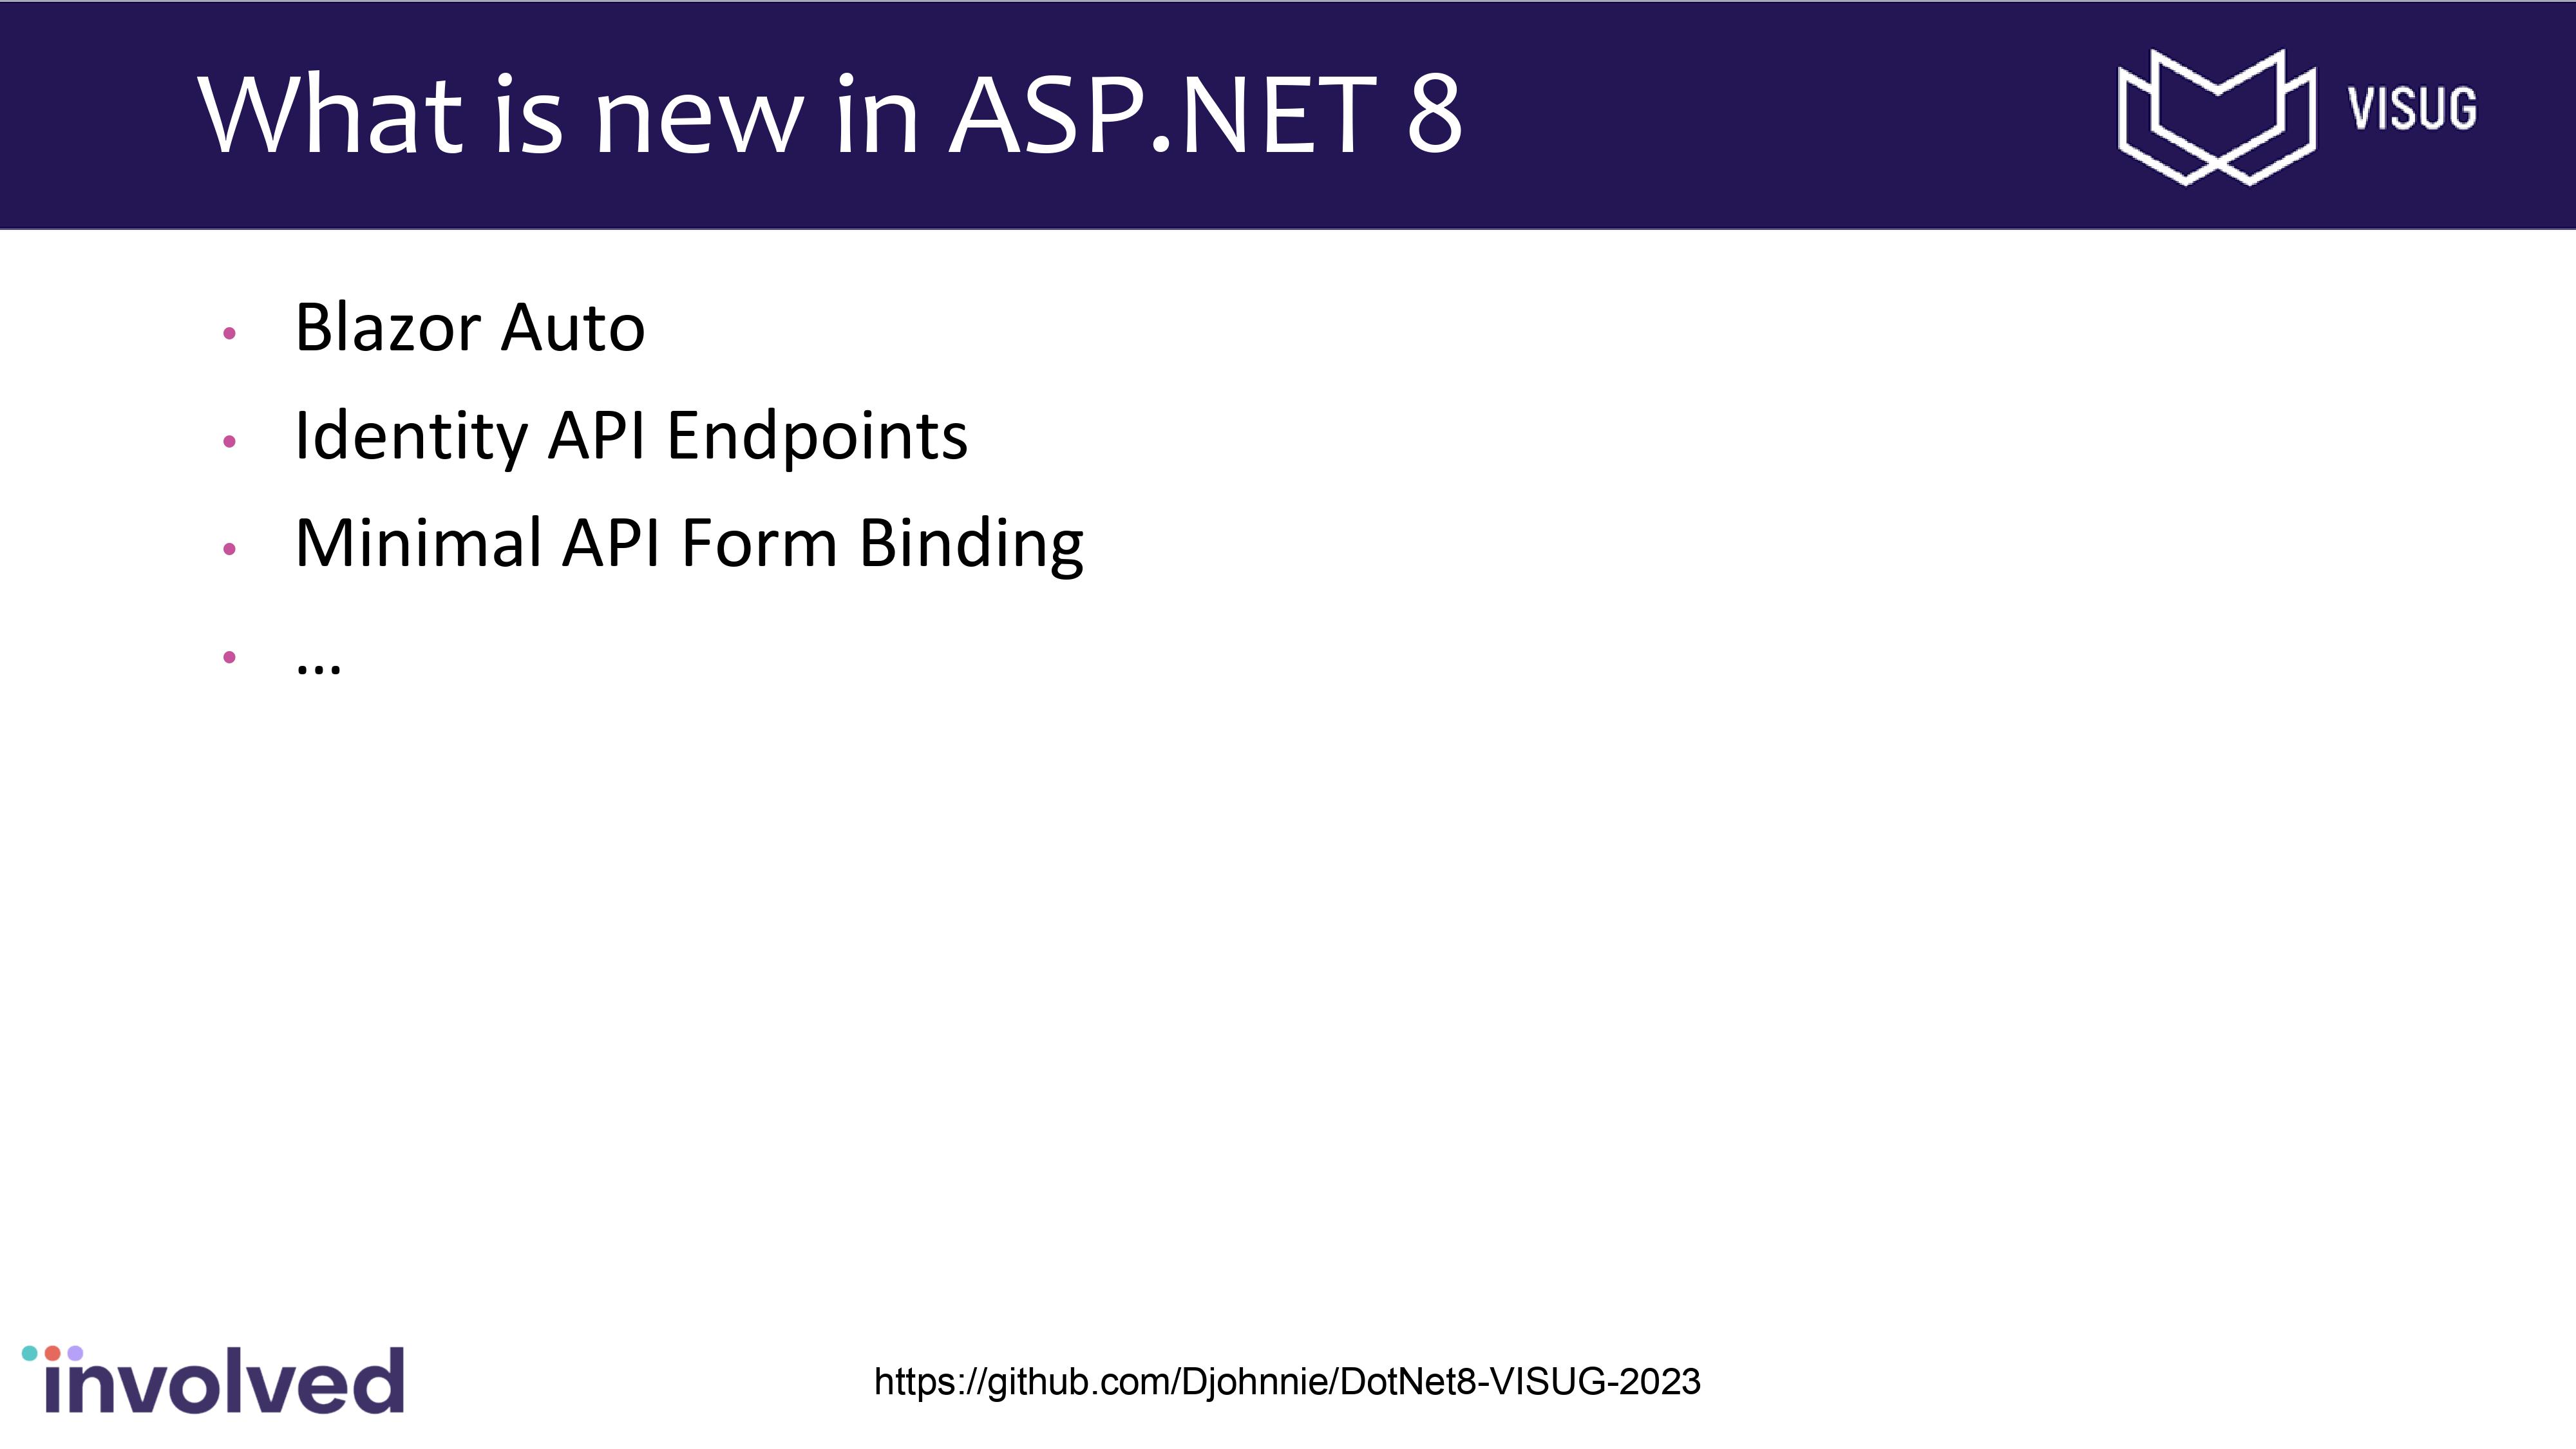 What is new in ASP.NET 8
VISUG
• Blazor Auto
• Identity API Endpoints
• Minimal API Form Binding
• ...
involved
https://github.com/Djohnnie/DotNet8-VISUG-2023